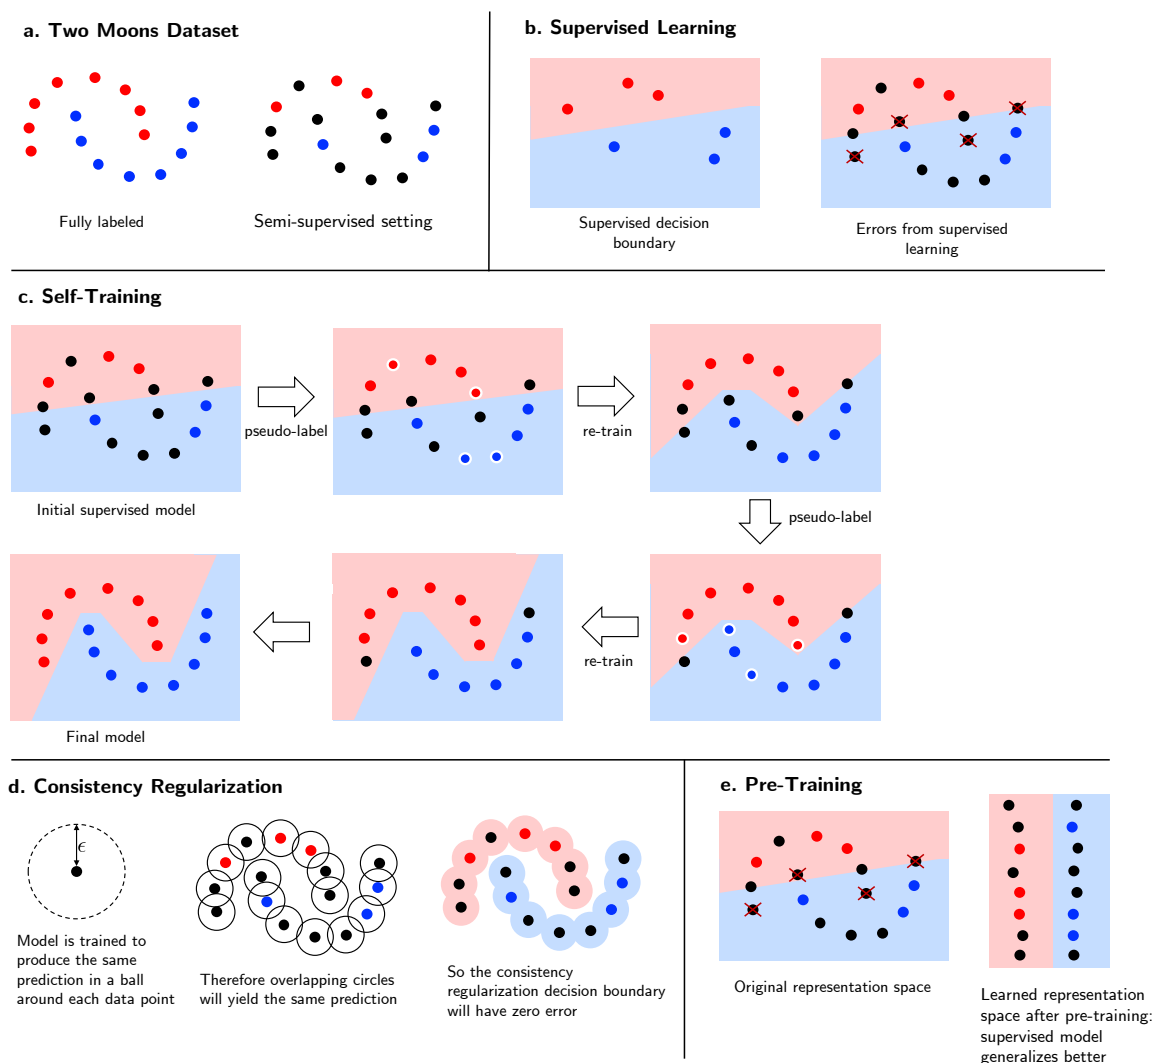 a. Two Moons Dataset
Fully labeled
Semi-supervised setting
b. Supervised Learning
Supervised decision
boundary
Errors from supervised
learning
c. Self-Training
Initial supervised model
pseudo-label
re-train
pseudo-label
re-train
Final model
d. Consistency Regularization
ϵ
Model is trained to
produce the same
prediction in a ball
around each data point
Therefore overlapping circles
will yield the same prediction
So the consistency
regularization decision boundary
will have zero error
e. Pre-Training
Original representation space
Learned representation
space after pre-training:
supervised model
generalizes better